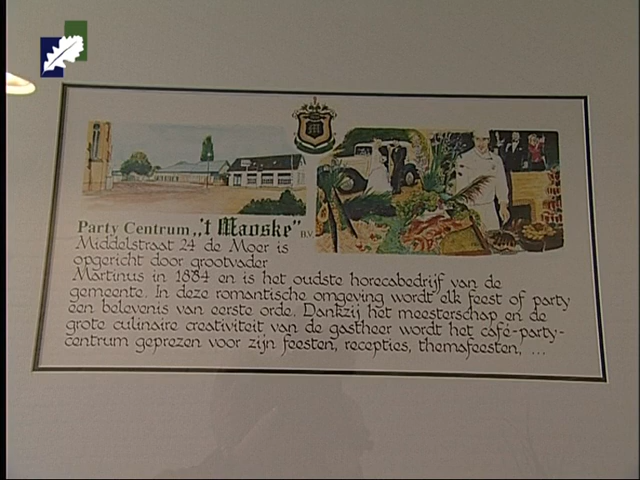 M
Party Centrum „'t Maoske" B.V.
Middelstraat 24 de Moer is
opgericht door grootvader
Martinus in 1884 en is het oudste horecabedrijf van de
gemeente. In deze romantische omgeving wordt elk feest of party
een belevenis van eerste orde. Dankzij het meesterschap en de
grote culinaire creativiteit van de gastheer wordt het café-party-
centrum geprezen voor zijn feesten, recepties, themafeesten, ...